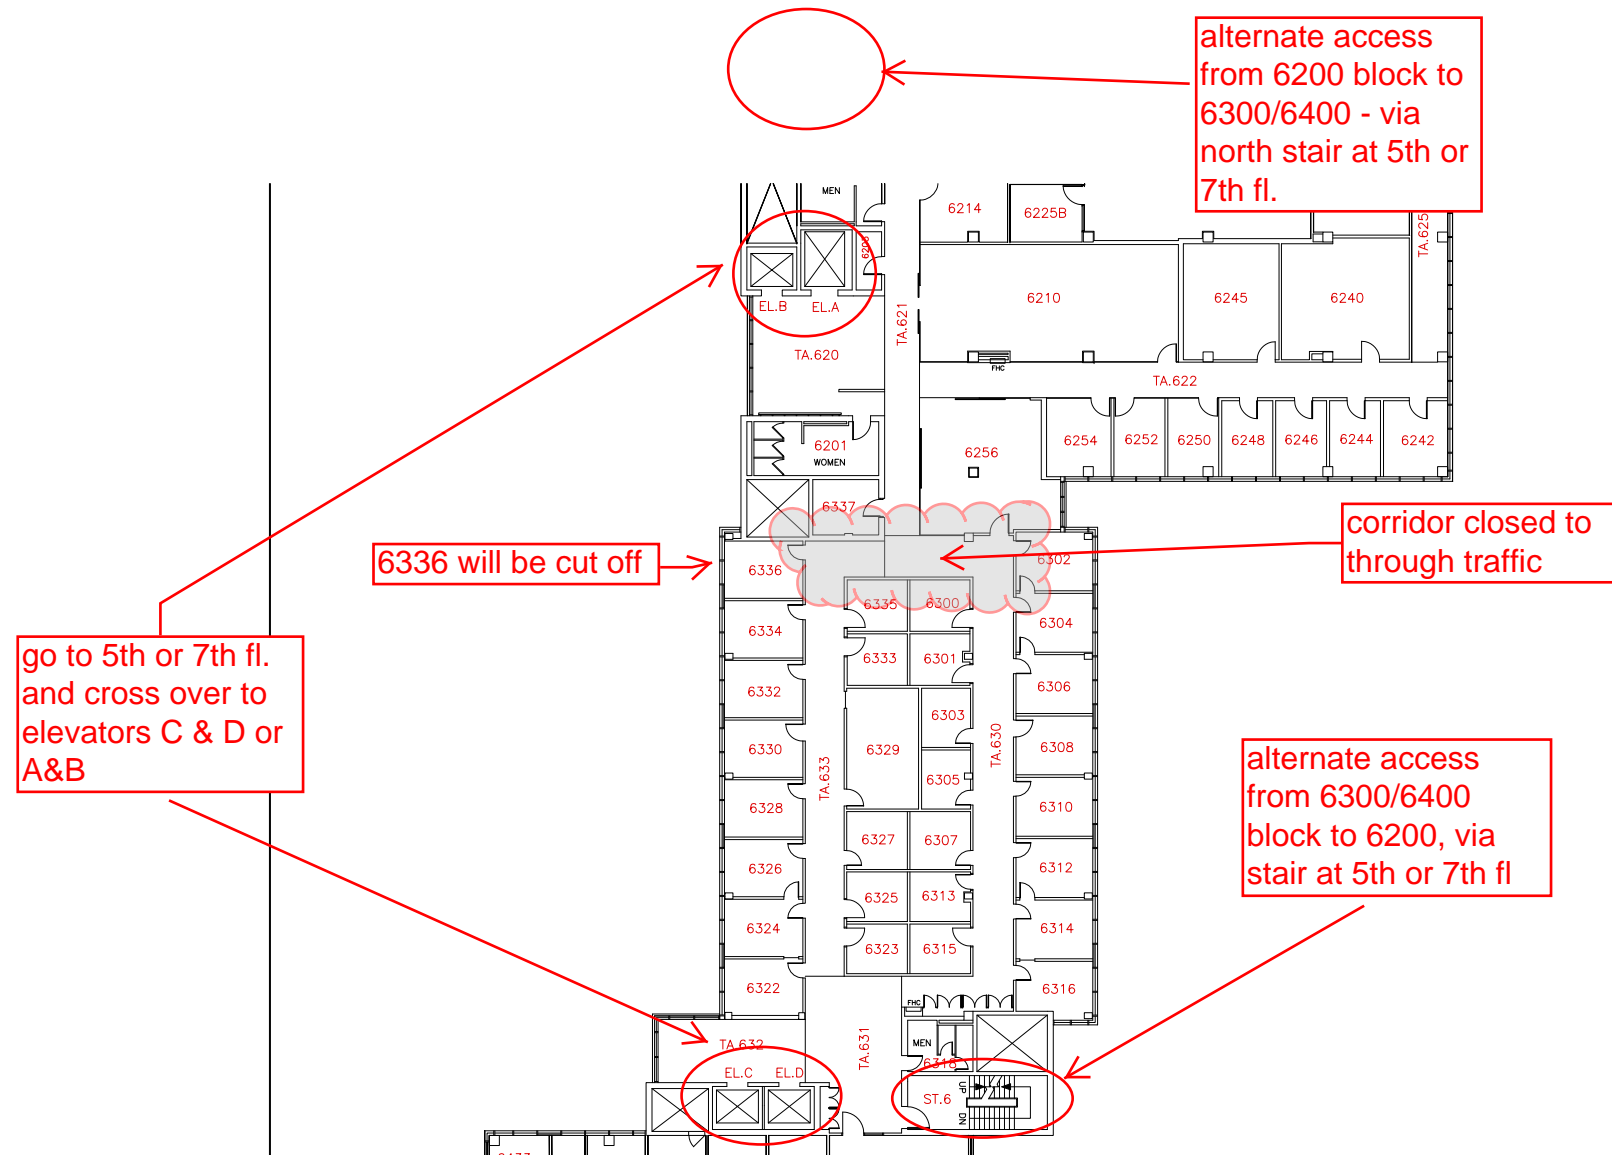 alternate access
from 6200 block to
6300/6400 - via
north stair at 5th or
7th fl.
MEN
6214
6225B
TA.625
EL.B
EL.A
TA.621
6210
6245
6240
TA.620
FHC
TA.622
6201
WOMEN
6256
6254
6252
6250
6248
6246
6244
6242
6337
corridor closed to
through traffic
6336 will be cut off
6336
6302
6335
6300
6334
6304
6333
6301
go to 5th or 7th fl.
and cross over to
elevators C & D or
A&B
6332
6306
6303
6330
6329
TA.630
6308
TA.633
6305
alternate access
from 6300/6400
block to 6200, via
stair at 5th or 7th fl
6328
6310
6327
6307
6326
6312
6325
6313
6324
6314
6323
6315
6322
6316
FHC
TA.632
TA.631
MEN
6318
EL.C
EL.D
ST.6
UP
DN